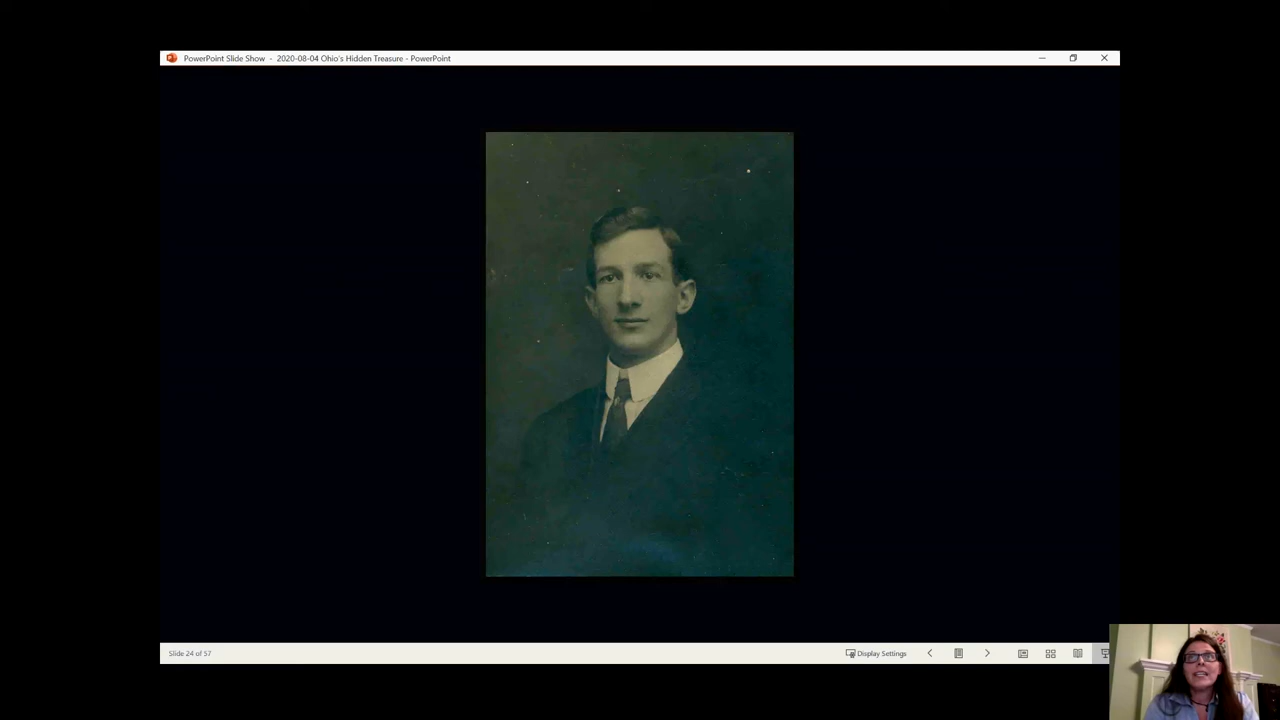 PowerPoint Slide Show - 2020-08-04 Ohio's Hidden Treasure - PowerPoint
Slide 24 of 57
Display Settings